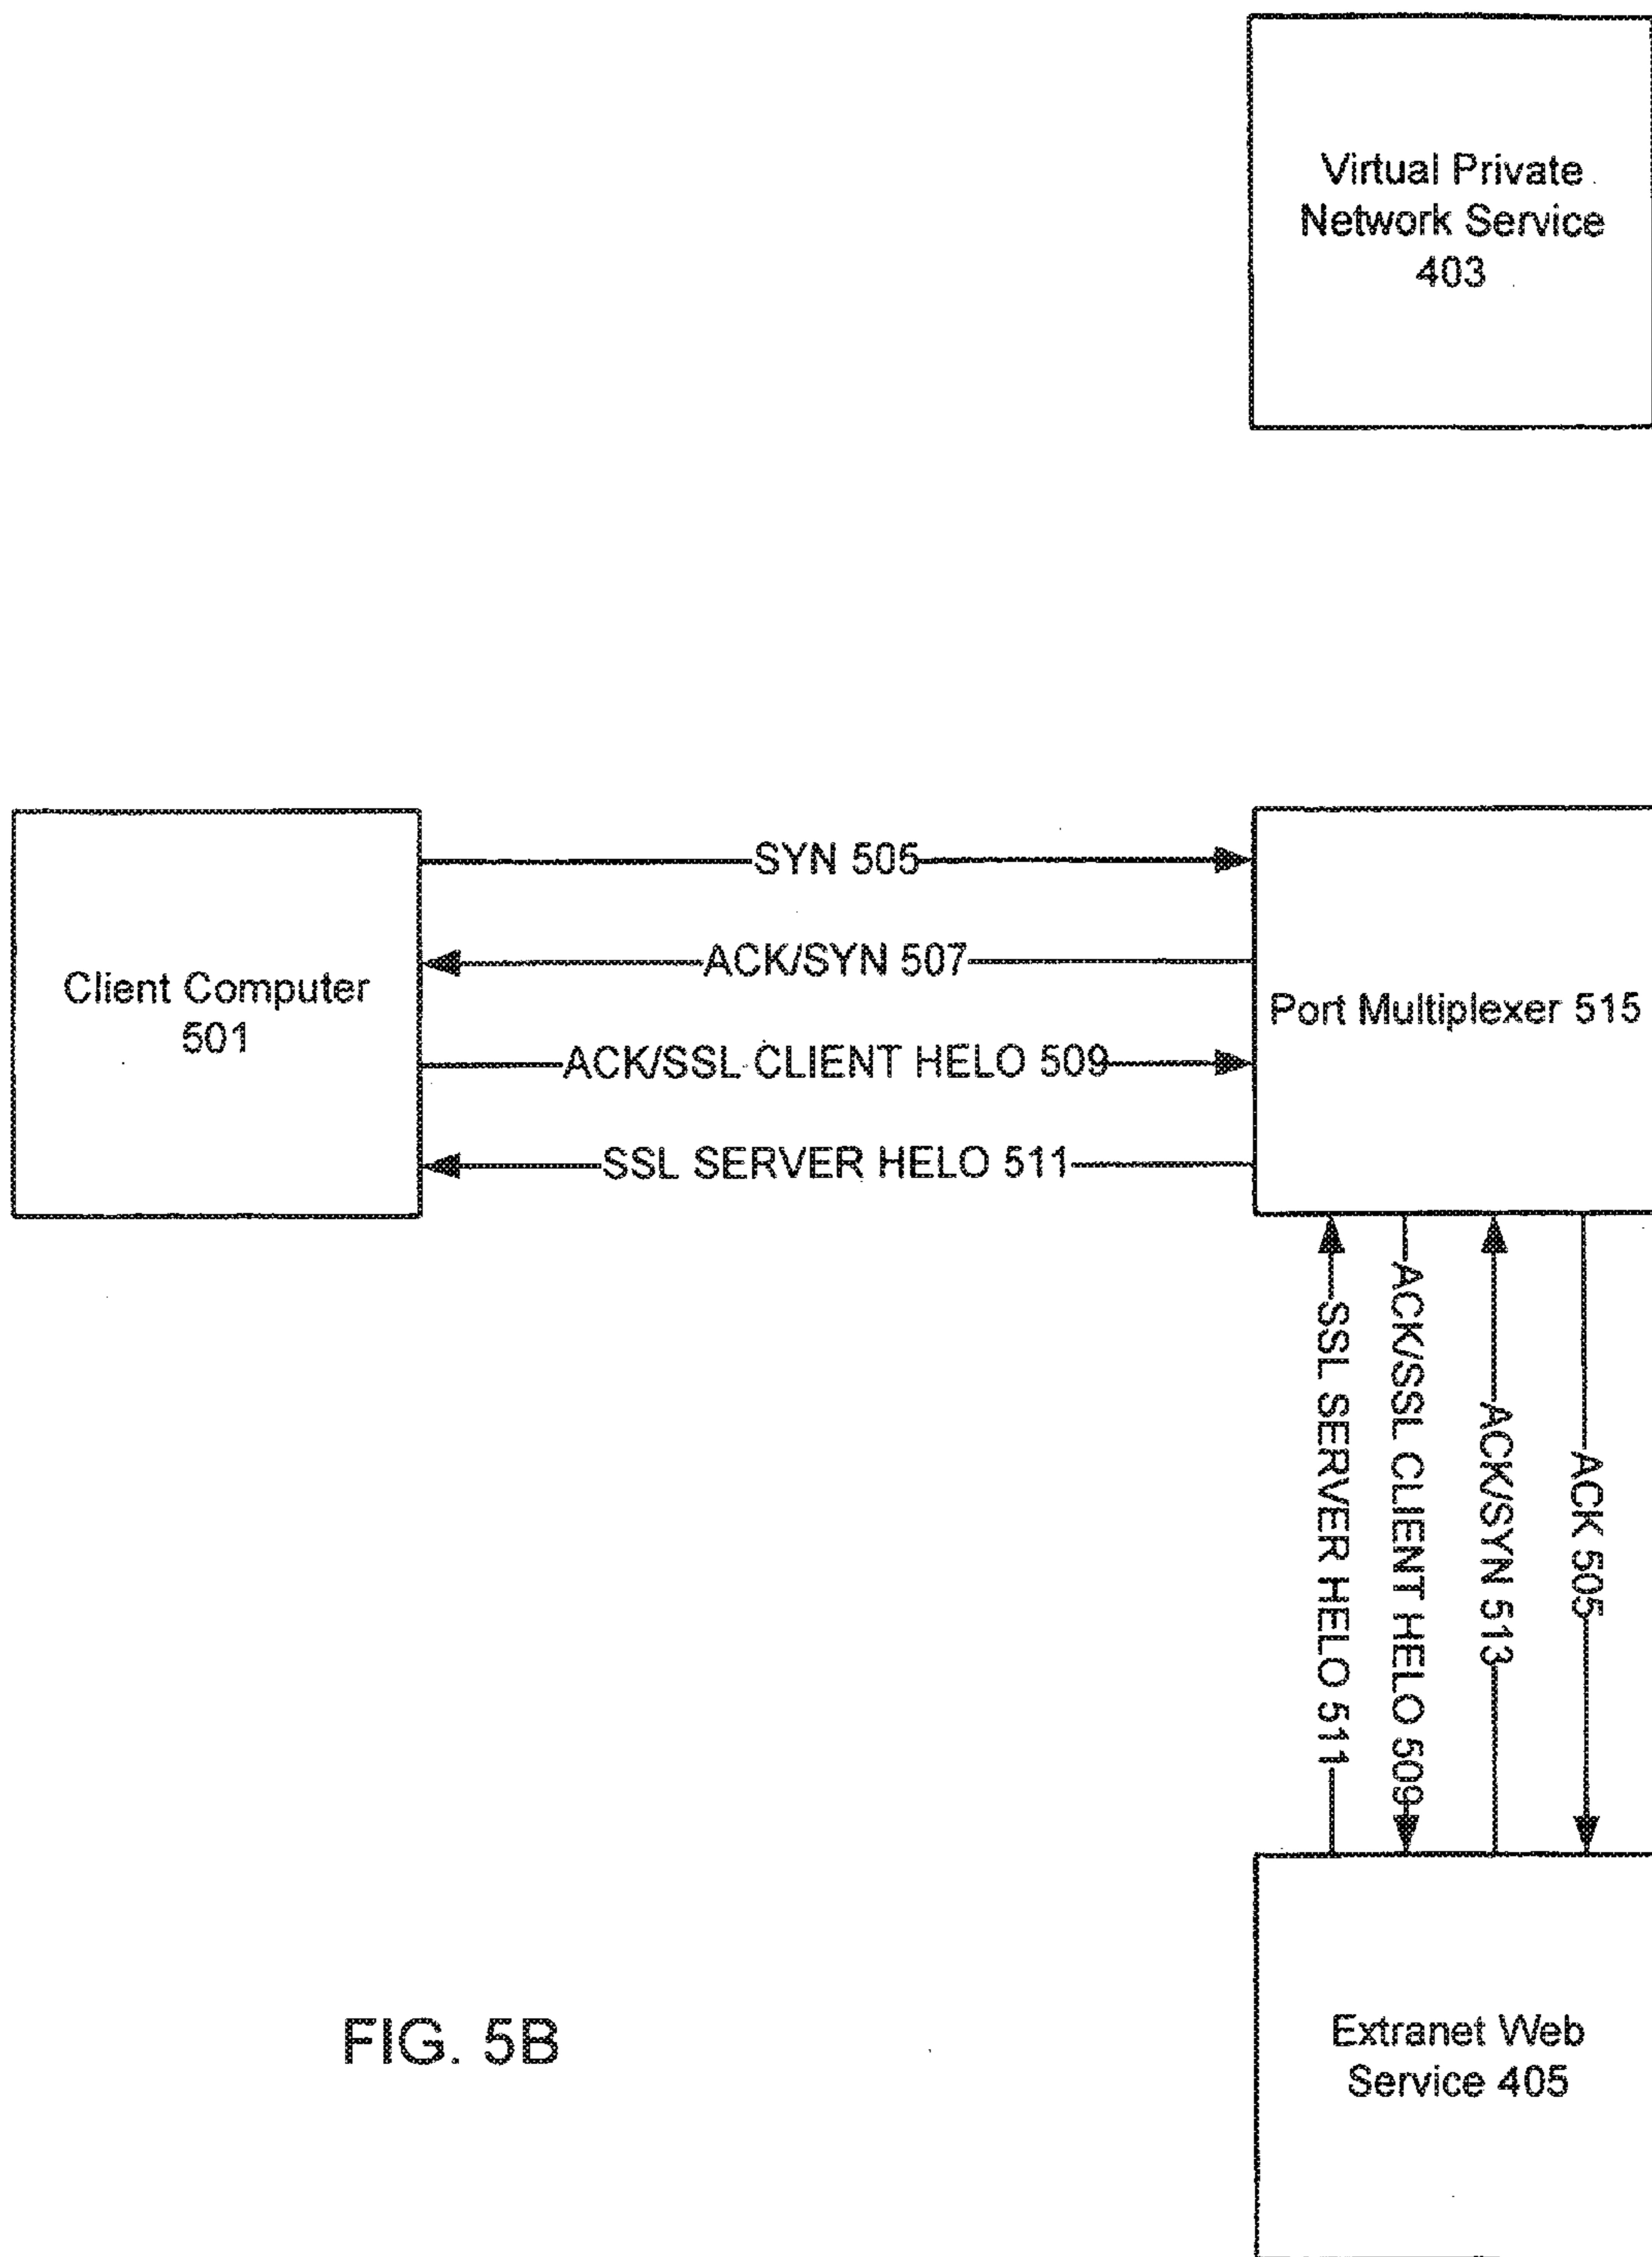 Virtual Private
Network Service
403
SYN 505
ACK/SYN 507
Client Computer
501
Port Multiplexer 515
ACK/SSL CLIENT HELO 509
SSL SERVER HELO 511
SSL SERVER HELO 511
ACK/SSL CLIENT HELO 509
ACK/SYN 513
ACK 505
FIG. 5B
Extranet Web
Service 405